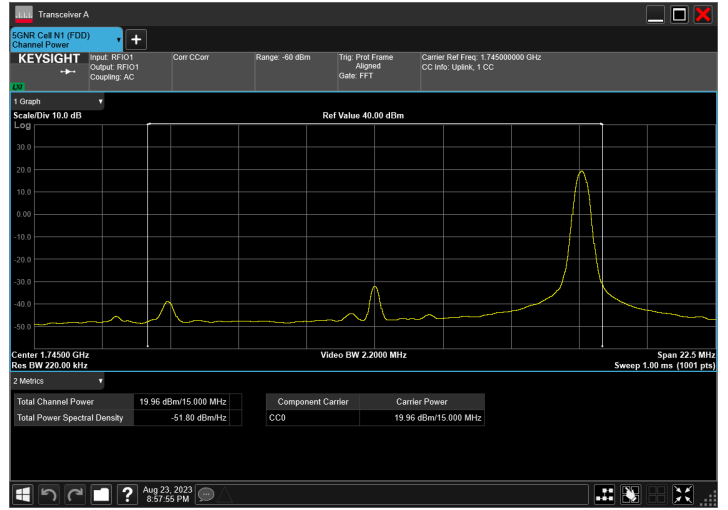 Transceiver A
5GNR Cell N1 (FDD)
Channel Power
KEYSIGHT
Input: RFIO1
Output: RFIO1
Coupling: AC
Corr CCorr
Range: -60 dBm
Trig: Prot Frame
Aligned
Gate: FFT
Carrier Ref Freq: 1.745000000 GHz
CC Info: Uplink, 1 CC
LXI
1 Graph
Scale/Div 10.0 dB
Ref Value 40.00 dBm
Log
30.0
20.0
10.0
0.00
-10.0
-20.0
-30.0
-40.0
-50.0
Center 1.74500 GHz
Video BW 2.2000 MHz
Span 22.5 MHz
Res BW 220.00 kHz
Sweep 1.00 ms (1001 pts)
2 Metrics
Total Channel Power 19.96 dBm/15.000 MHz
Total Power Spectral Density -51.80 dBm/Hz
Component Carrier Carrier Power
CC0 19.96 dBm/15.000 MHz
?
Aug 23, 2023
8:57:55 PM